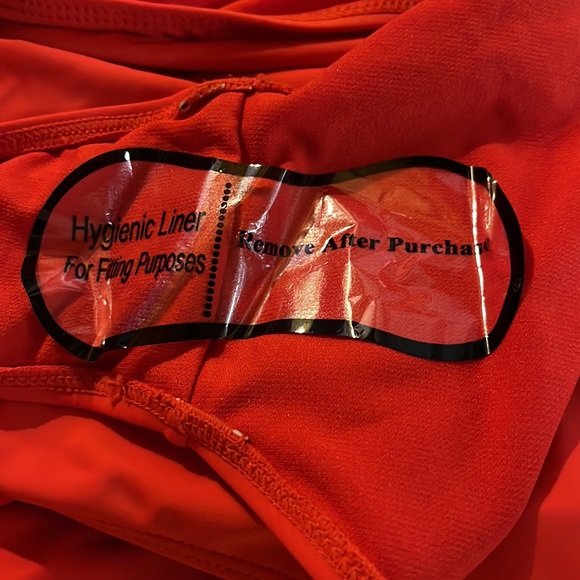 Hygienic Liner
For Fitting Purposes
Remove After Purchase